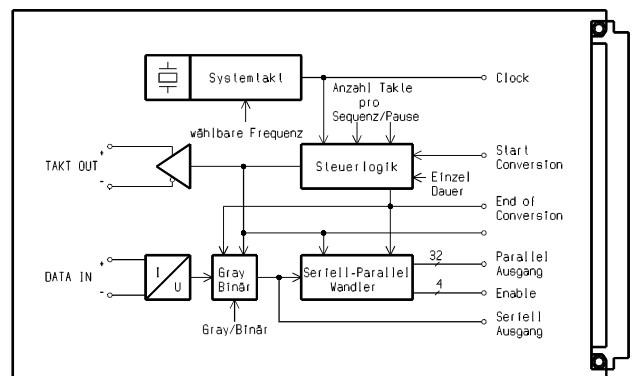 Systemtakt
Clock
Anzahl Takte
pro
Sequenz/Pause
wählbare Frequenz
TAKT OUT
+
-
Steuerlogik
Start
Conversion
Einzel
Dauer
End of
Conversion
DATA IN
+
-
I
U
Gray
Binär
Seriell-Parallel
Wandler
32
Parallel
Ausgang
4
Enable
Gray/Binär
Seriell
Ausgang